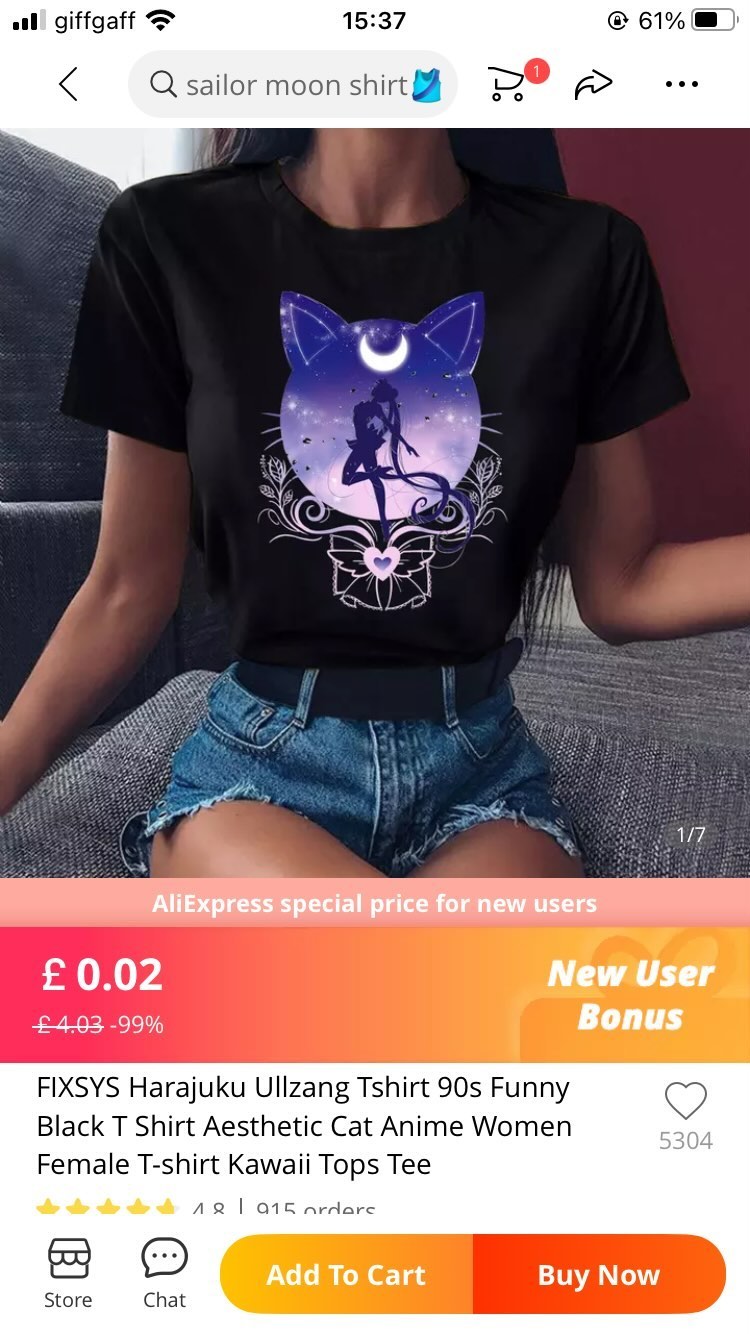 giffgaff 15:37 61%
sailor moon shirt 1
1/7
AliExpress special price for new users
£ 0.02
£ 4.03 -99%
New User
Bonus
FIXSYS Harajuku Ullzang Tshirt 90s Funny
Black T Shirt Aesthetic Cat Anime Women
Female T-shirt Kawaii Tops Tee
5304
4.8 | 915 orders
Add To Cart
Buy Now
Store
Chat